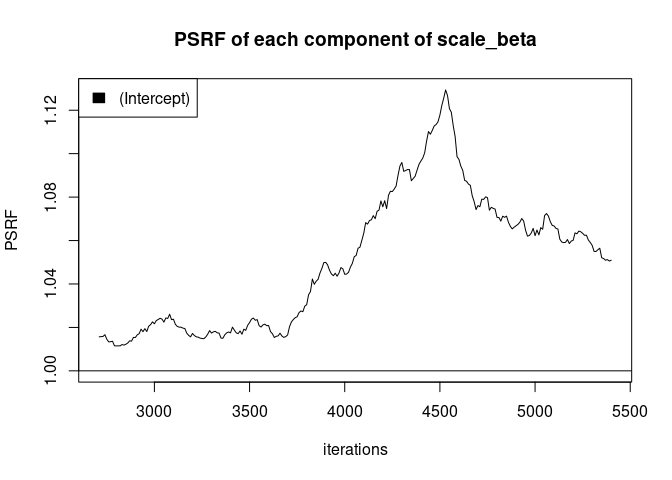 PSRF of each component of scale_beta
(Intercept)
PSRF
1.00
1.04
1.08
1.12
3000 3500 4000 4500 5000 5500
iterations